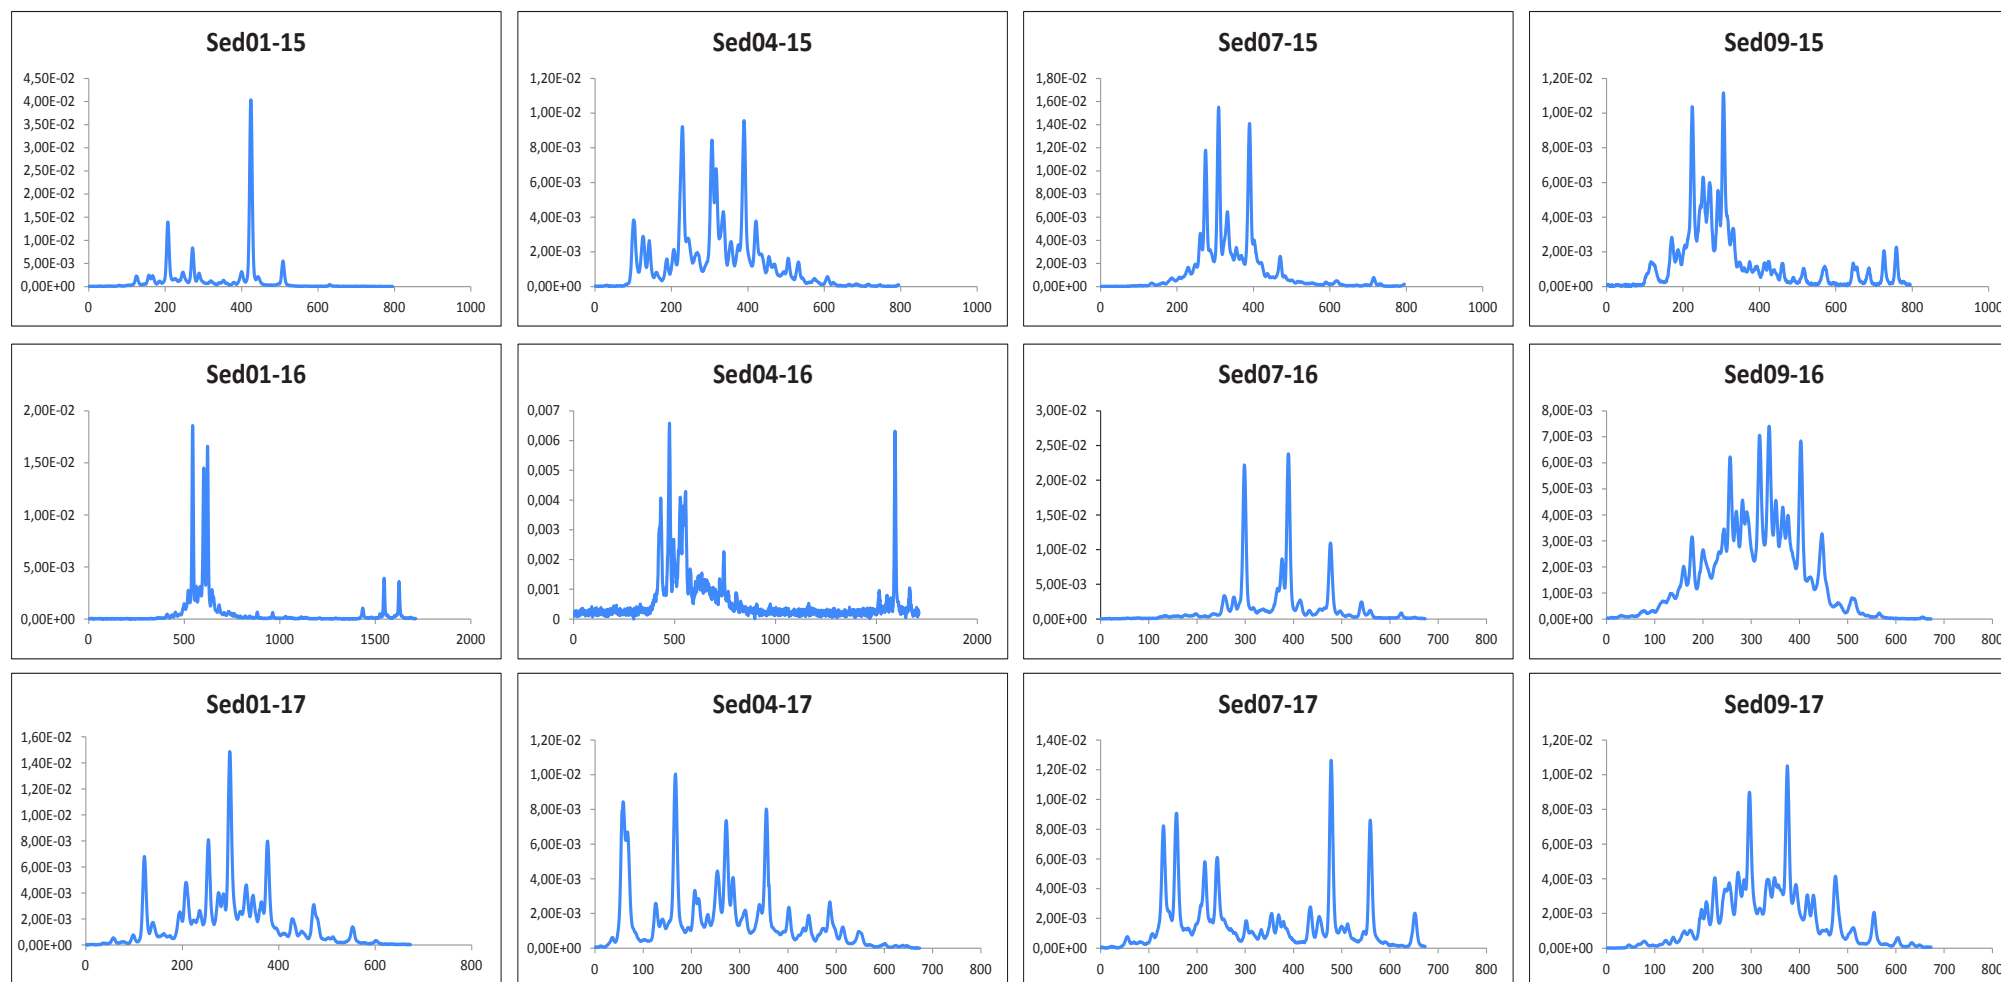 Sed01-15
4,50E-02
4,00E-02
3,50E-02
3,00E-02
2,50E-02
2,00E-02
1,50E-02
1,00E-02
5,00E-03
0,00E+00
0 200 400 600 800 1000
Sed04-15
1,20E-02
1,00E-02
8,00E-03
6,00E-03
4,00E-03
2,00E-03
0,00E+00
0 200 400 600 800 1000
Sed07-15
1,80E-02
1,60E-02
1,40E-02
1,20E-02
1,00E-02
8,00E-03
6,00E-03
4,00E-03
2,00E-03
0,00E+00
0 200 400 600 800 1000
Sed09-15
1,20E-02
1,00E-02
8,00E-03
6,00E-03
4,00E-03
2,00E-03
0,00E+00
0 200 400 600 800 1000
Sed01-16
2,00E-02
1,50E-02
1,00E-02
5,00E-03
0,00E+00
0 500 1000 1500 2000
Sed04-16
0,007
0,006
0,005
0,004
0,003
0,002
0,001
0
0 500 1000 1500 2000
Sed07-16
3,00E-02
2,50E-02
2,00E-02
1,50E-02
1,00E-02
5,00E-03
0,00E+00
0 100 200 300 400 500 600 700 800
Sed09-16
8,00E-03
7,00E-03
6,00E-03
5,00E-03
4,00E-03
3,00E-03
2,00E-03
1,00E-03
0,00E+00
0 100 200 300 400 500 600 700 800
Sed01-17
1,60E-02
1,40E-02
1,20E-02
1,00E-02
8,00E-03
6,00E-03
4,00E-03
2,00E-03
0,00E+00
0 200 400 600 800
Sed04-17
1,20E-02
1,00E-02
8,00E-03
6,00E-03
4,00E-03
2,00E-03
0,00E+00
0 100 200 300 400 500 600 700 800
Sed07-17
1,40E-02
1,20E-02
1,00E-02
8,00E-03
6,00E-03
4,00E-03
2,00E-03
0,00E+00
0 100 200 300 400 500 600 700 800
Sed09-17
1,20E-02
1,00E-02
8,00E-03
6,00E-03
4,00E-03
2,00E-03
0,00E+00
0 100 200 300 400 500 600 700 800